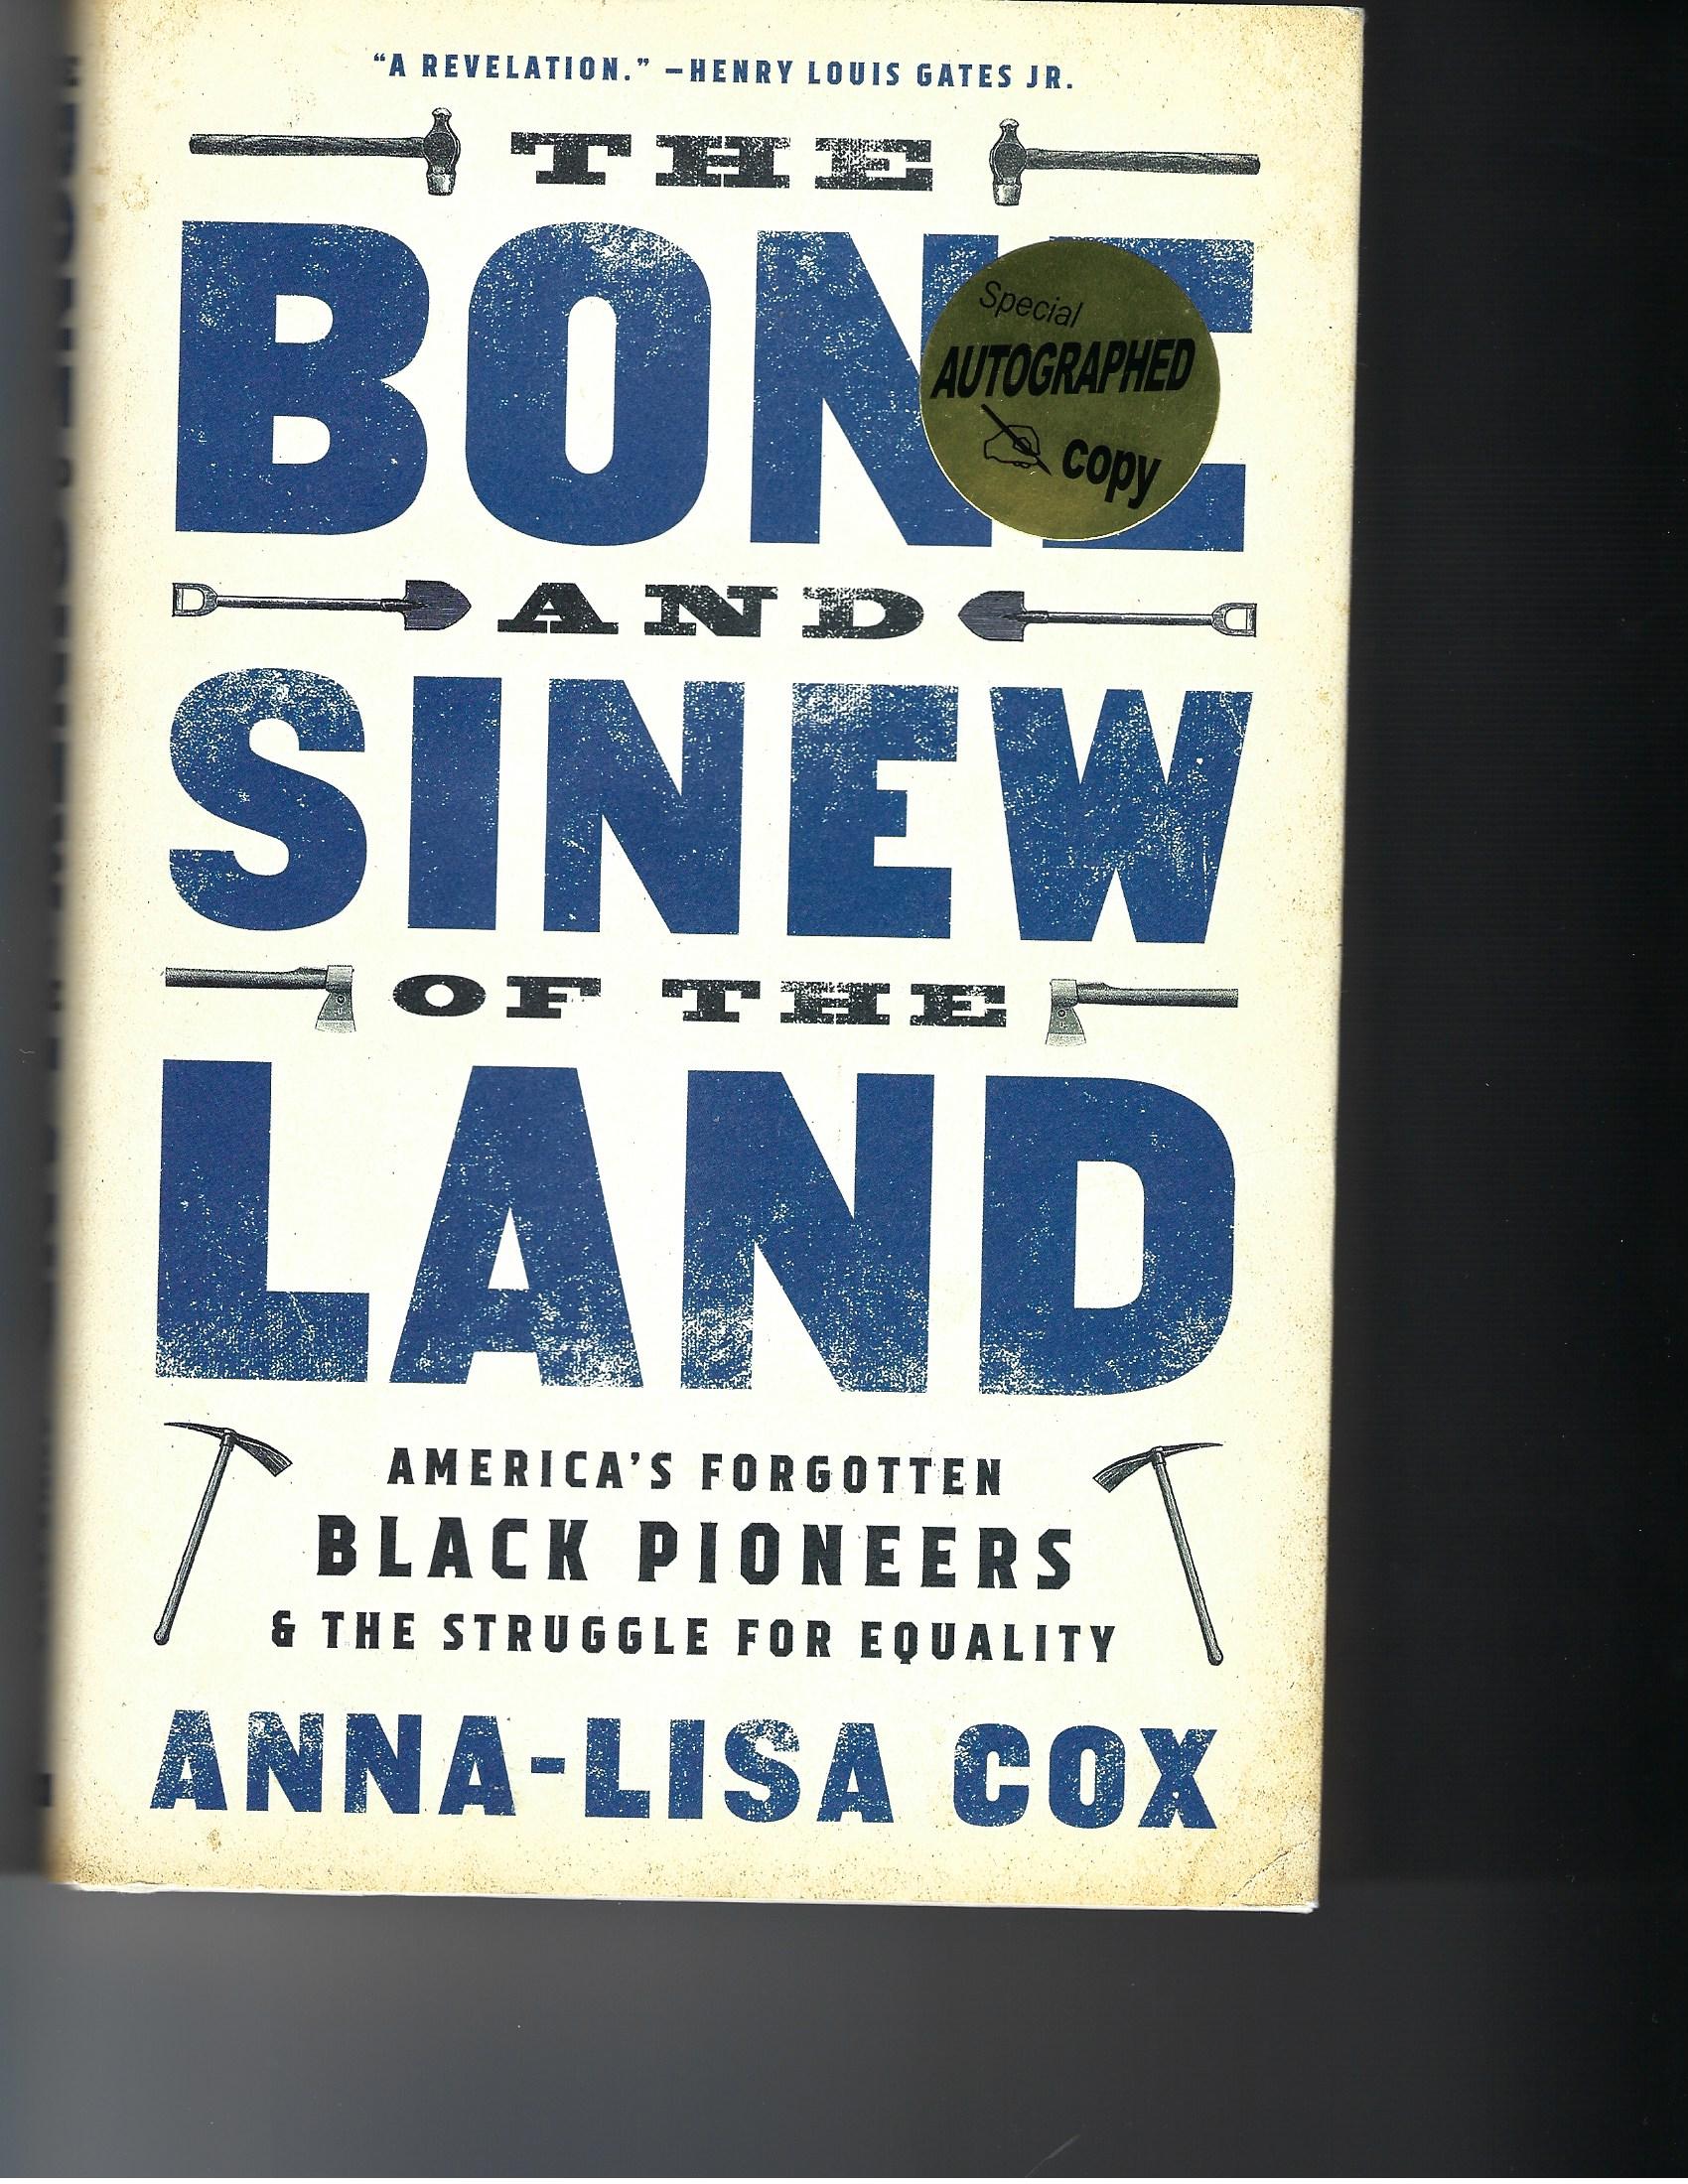 “A REVELATION.” —HENRY LOUIS GATES JR.
THE
BONE
Special
AUTOGRAPHED
copy
AND
SINEW
OF THE
LAND
AMERICA’S FORGOTTEN
BLACK PIONEERS
& THE STRUGGLE FOR EQUALITY
ANNA-LISA COX